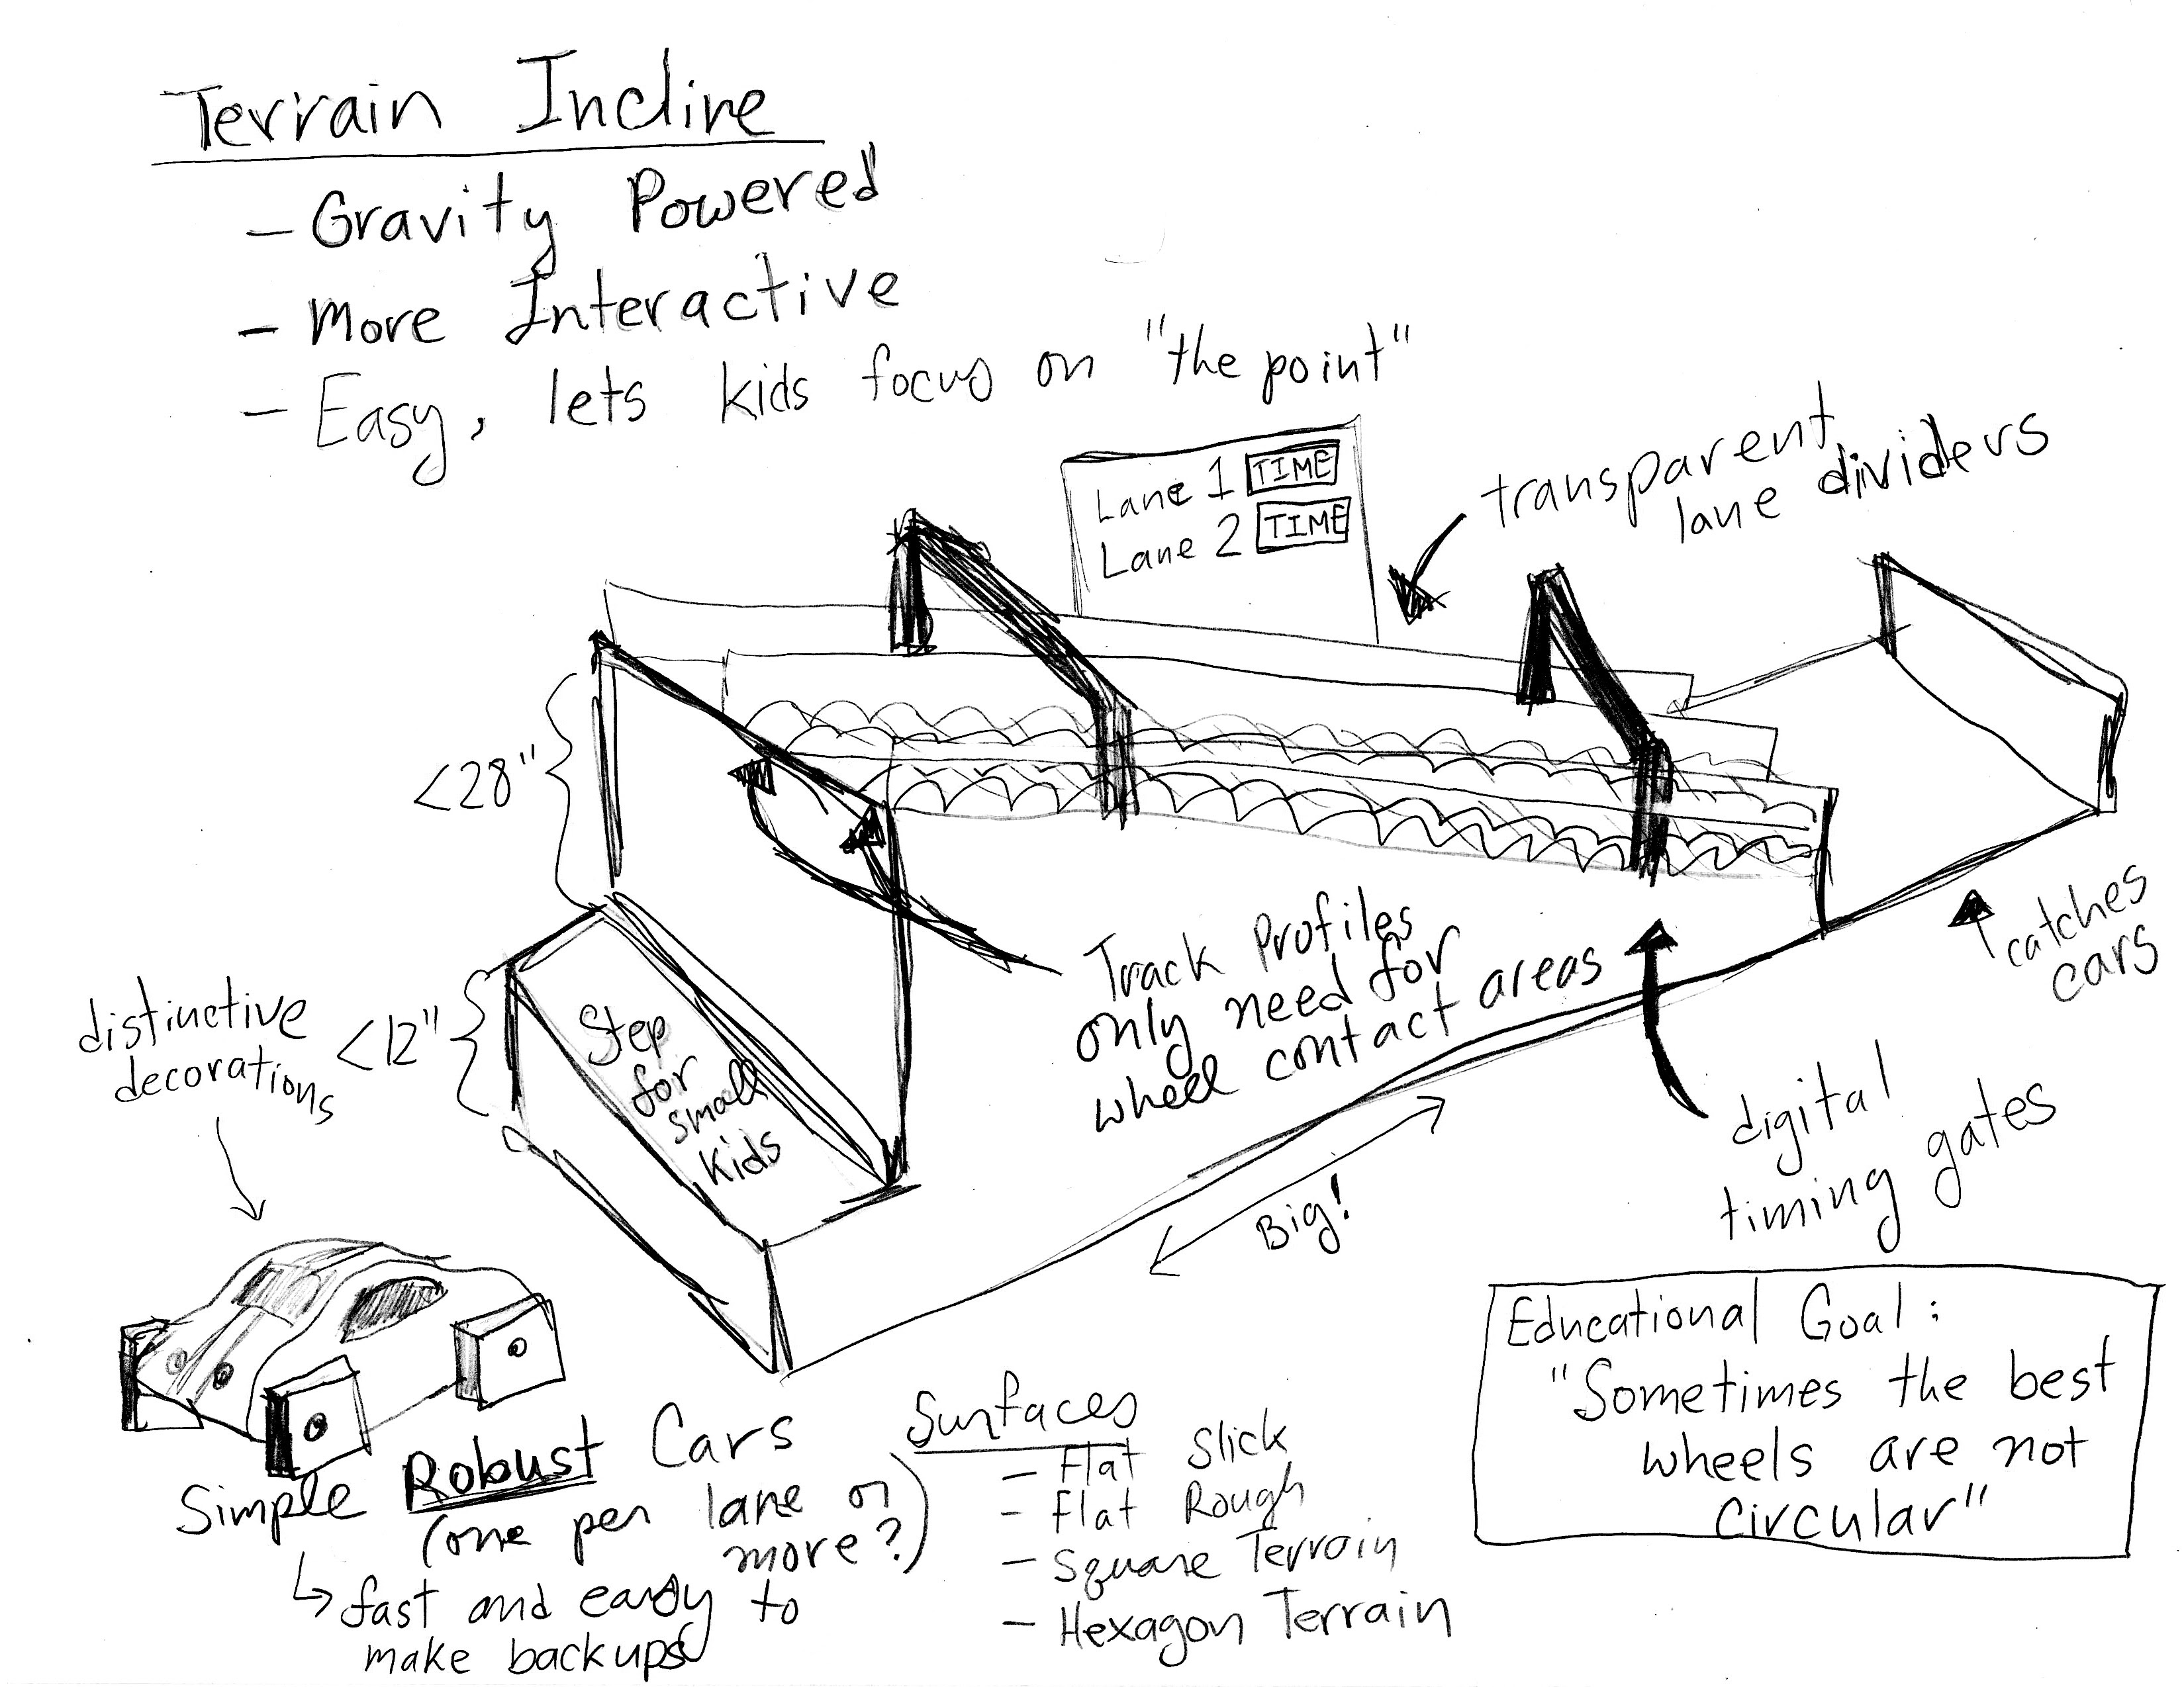 Terrain Incline
- Gravity Powered
- More Interactive
- Easy, lets kids focus on "the point"
Lane 1 TIME
Lane 2 TIME
transparent
lane dividers
<28"
distinctive
decorations
<12"
Step
for
small
kids
Track Profiles
only need for
wheel contact areas
catches
cars
digital
timing gates
Big!
Simple Robust Cars
(one per lane or
more?)
↳ fast and easy to
make backups
Surfaces
- Flat Slick
- Flat Rough
- Square Terrain
- Hexagon Terrain
Educational Goal:
"Sometimes the best
wheels are not
circular"